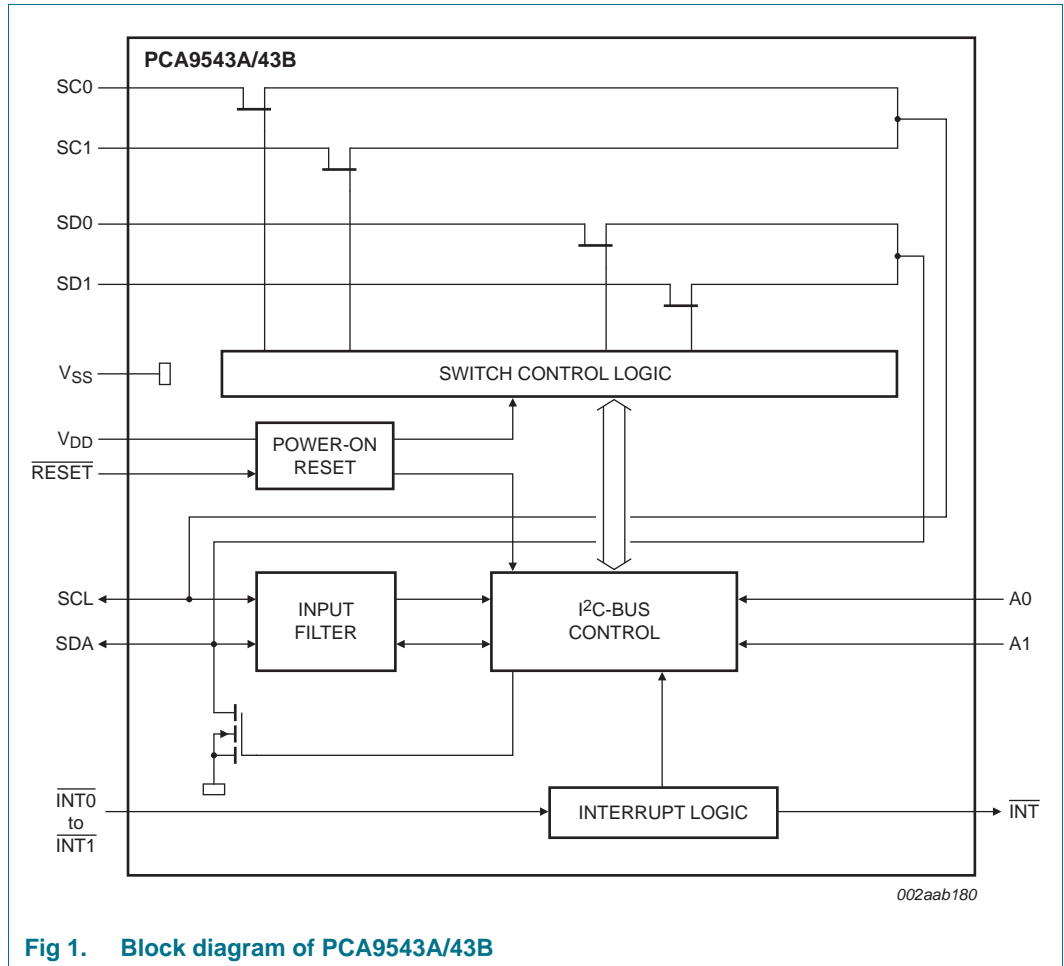 PCA9543A/43B
SC0
SC1
SD0
SD1
VSS
SWITCH CONTROL LOGIC
VDD
POWER-ON
RESET
RESET
SCL
INPUT
FILTER
I2C-BUS
CONTROL
A0
SDA
A1
INT0
to
INT1
INTERRUPT LOGIC
INT
002aab180
Fig 1. Block diagram of PCA9543A/43B